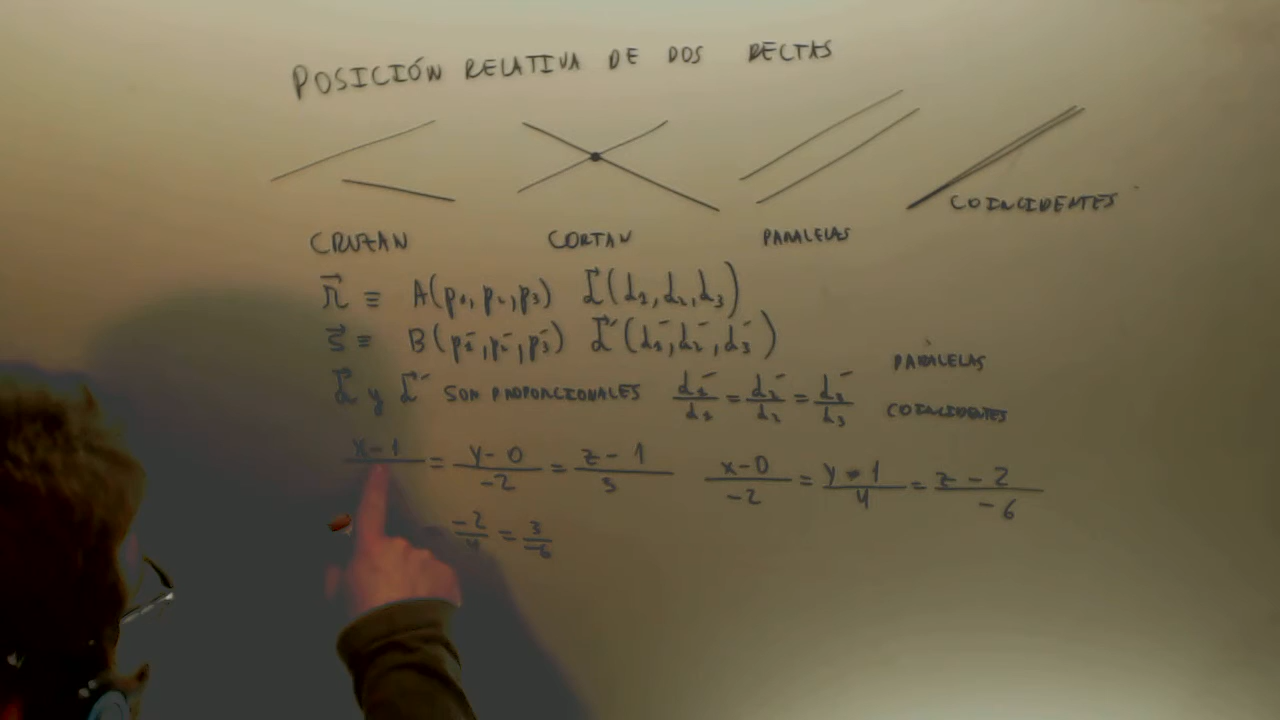 POSICIÓN RELATIVA DE DOS RECTAS
CRUZAN CORTAN PARALELAS COINCIDENTES
r⃗ ≡ A(p₁, p₂, p₃) d⃗(d₁, d₂, d₃)
s⃗ ≡ B(p₁´, p₂´, p₃´) d⃗´(d₁´, d₂´, d₃´)
PARALELAS
d⃗ y d⃗´ SON PROPORCIONALES d₁´/d₁ = d₂´/d₂ = d₃´/d₃
COINCIDENTES
x-1 = y-0/-2 = z-1/3 x-0/-2 = y-1/4 = z-2/-6
= -2/4 = 3/-6